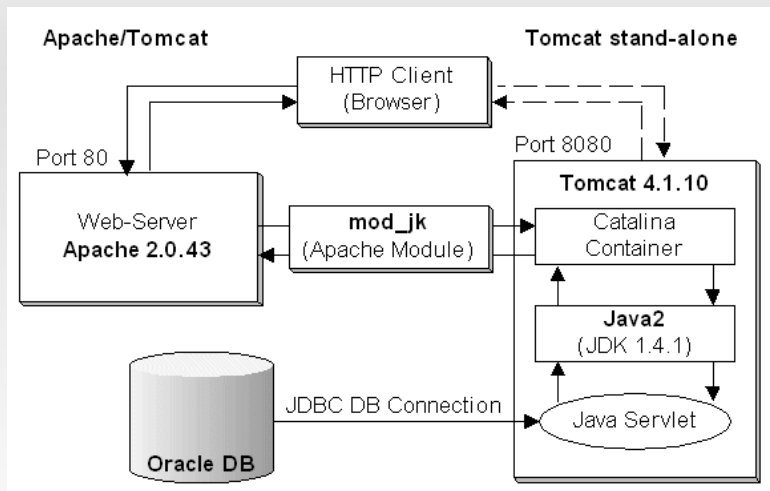 Apache/Tomcat
Tomcat stand-alone
HTTP Client
(Browser)
Port 80
Port 8080
Web-Server
Apache 2.0.43
mod_jk
(Apache Module)
Tomcat 4.1.10
Catalina
Container
Java2
(JDK 1.4.1)
JDBC DB Connection
Java Servlet
Oracle DB